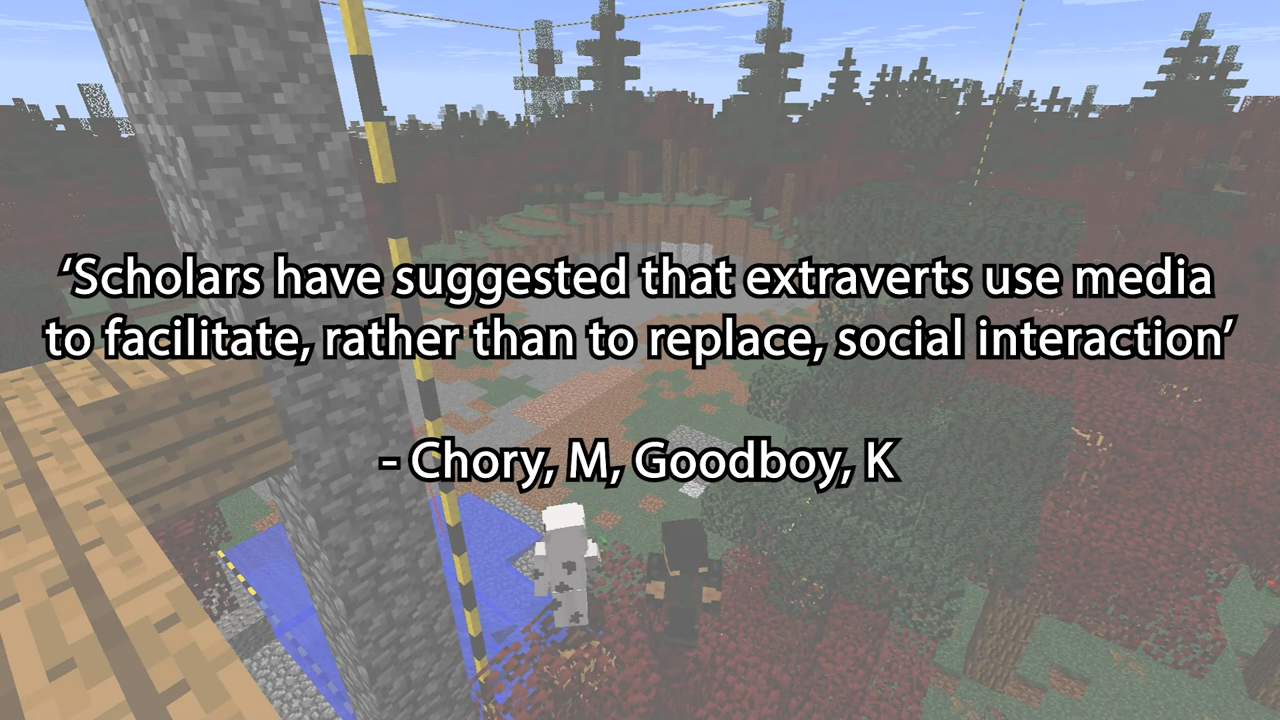 ‘Scholars have suggested that extraverts use media
to facilitate, rather than to replace, social interaction’
- Chory, M, Goodboy, K